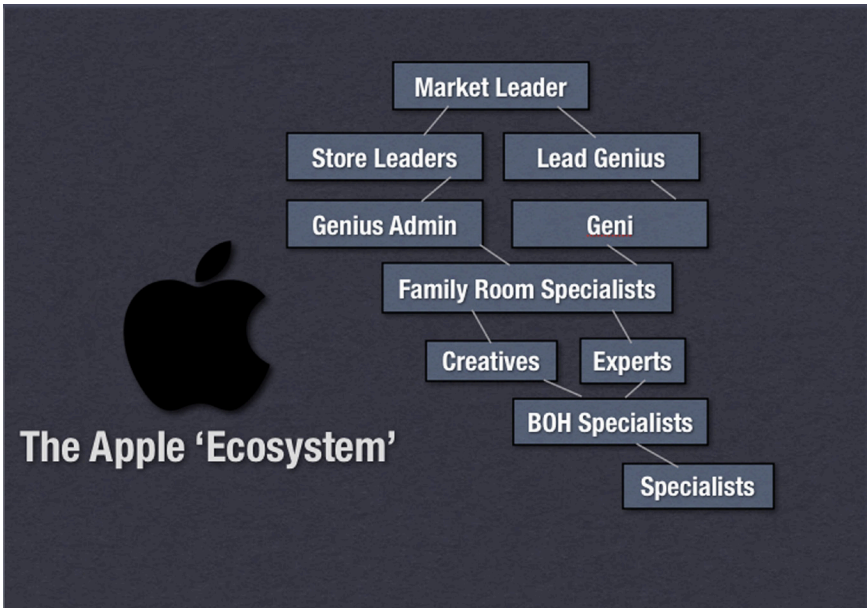 Market Leader
Store Leaders
Lead Genius
Genius Admin
Geni
Family Room Specialists
Creatives
Experts
BOH Specialists
The Apple ‘Ecosystem’
Specialists